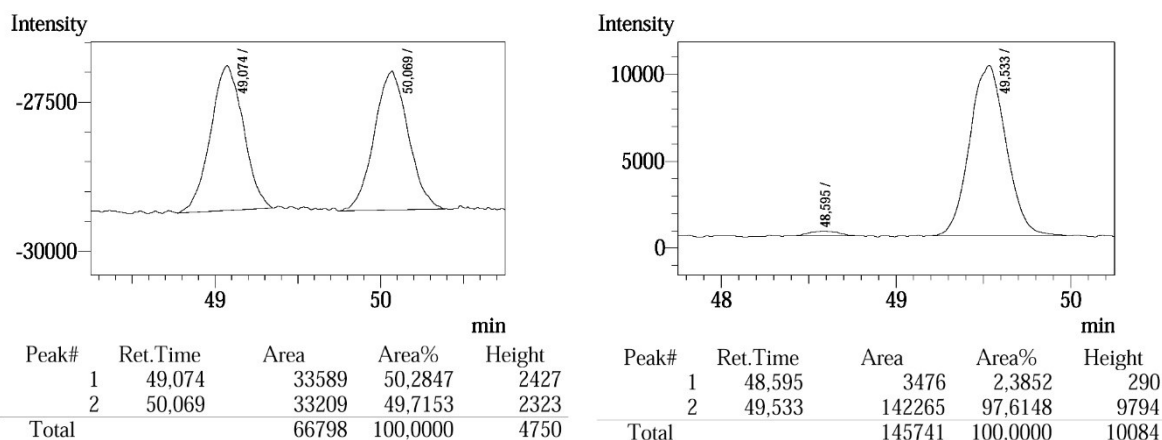 Intensity
-27500
-30000
49,074 /
50,069 /
49 50
min
Peak# Ret.Time Area Area% Height
1 49,074 33589 50,2847 2427
2 50,069 33209 49,7153 2323
Total 66798 100,0000 4750
Intensity
10000
5000
0
48,595 /
49,533 /
48 49 50
min
Peak# Ret.Time Area Area% Height
1 48,595 3476 2,3852 290
2 49,533 142265 97,6148 9794
Total 145741 100,0000 10084